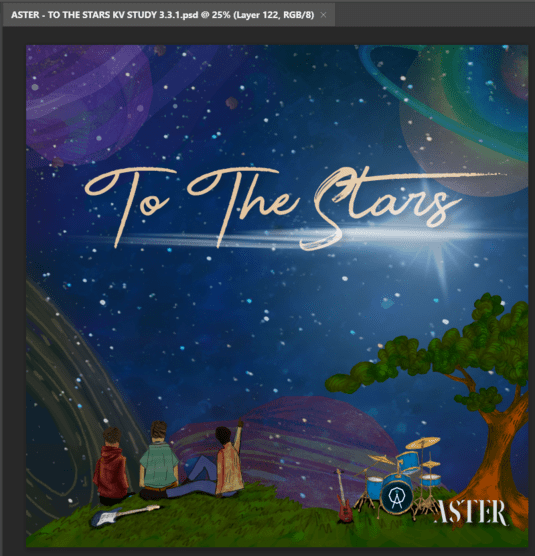 ASTER - TO THE STARS KV STUDY 3.3.1.psd @ 25% (Layer 122, RGB/8) ×
To The Stars
ASTER